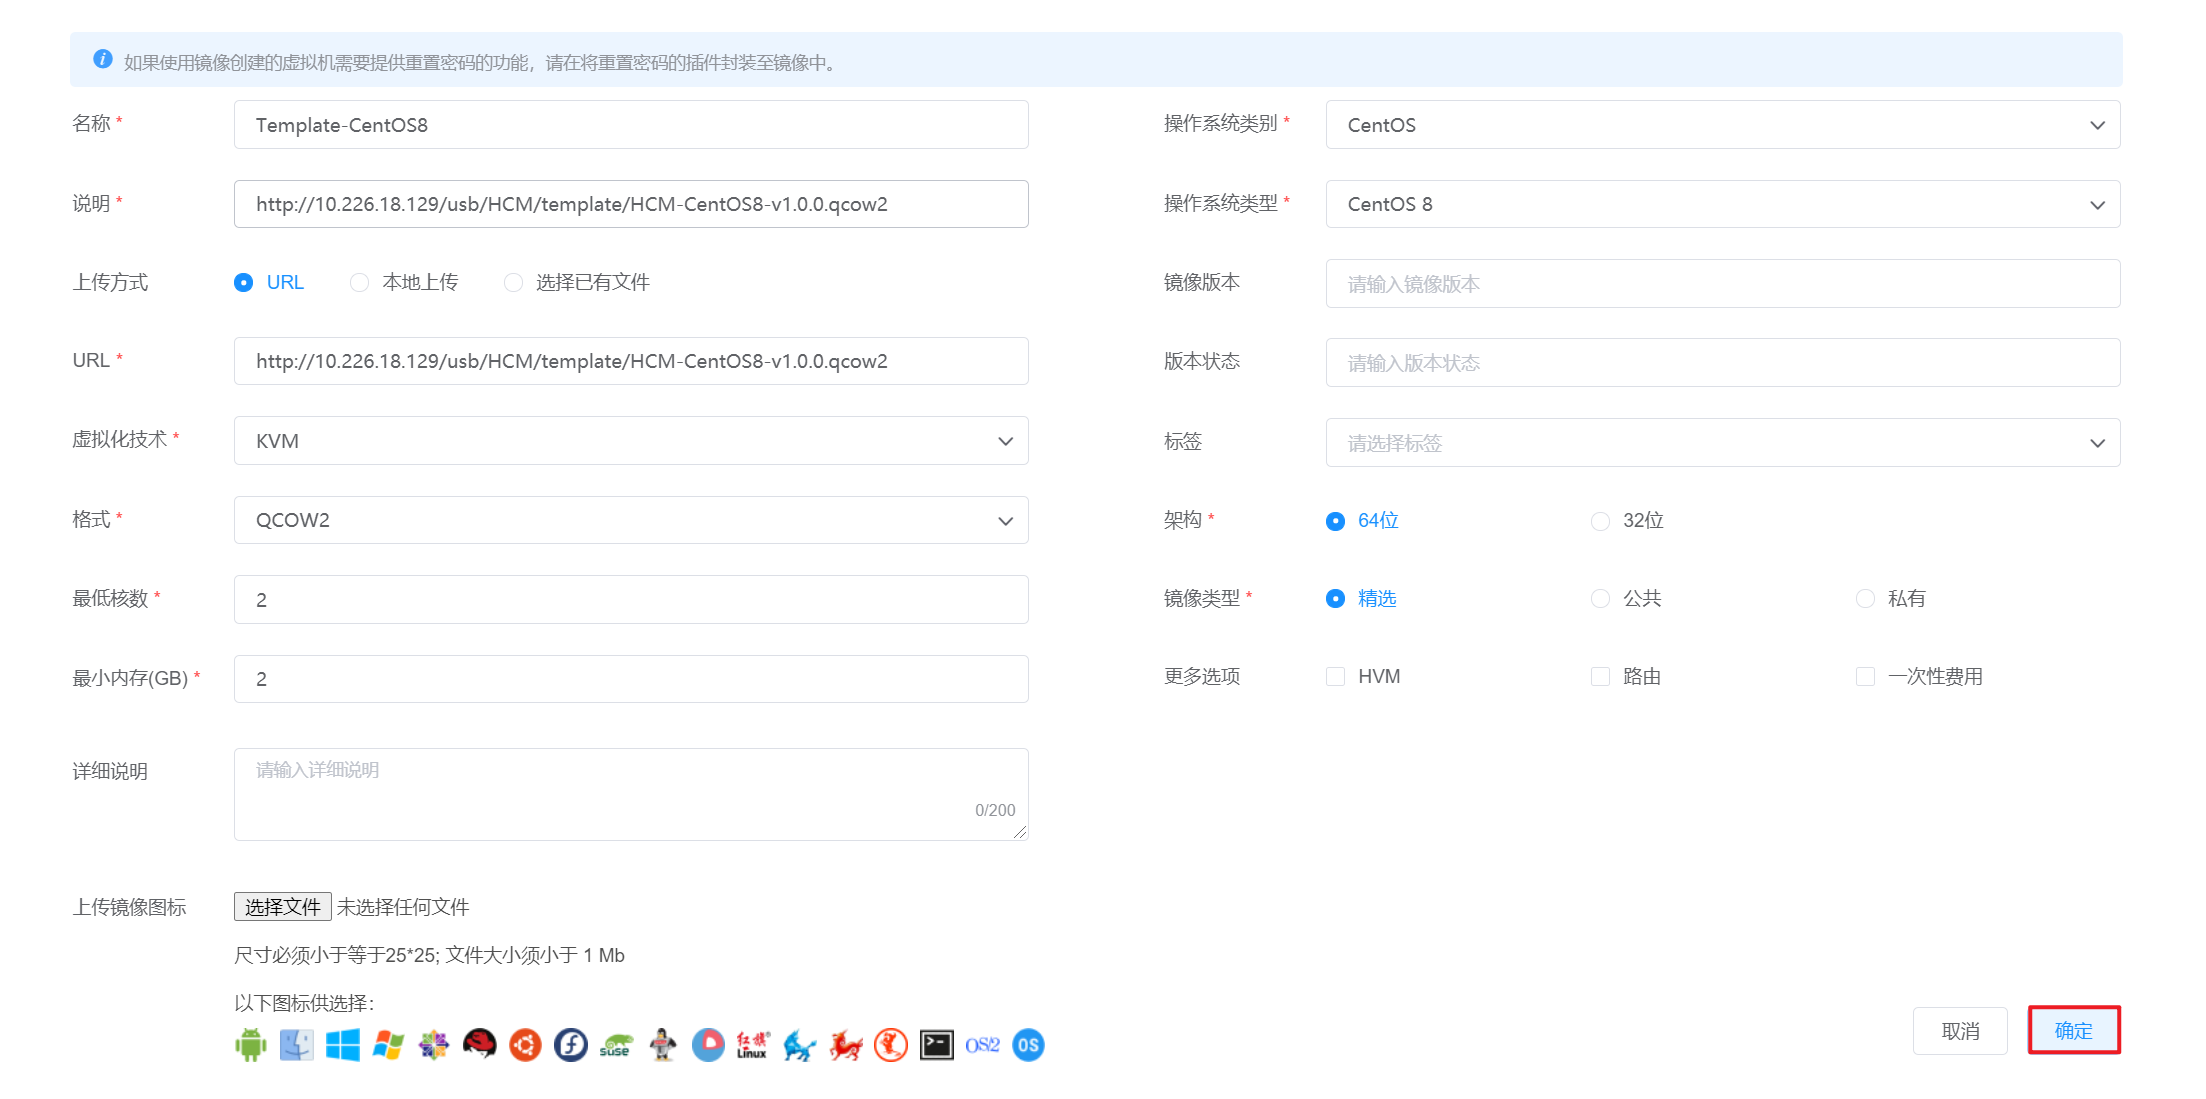 如果使用镜像创建的虚拟机需要提供重置密码的功能，请在将重置密码的插件封装至镜像中。
名称 *
Template-CentOS8
操作系统类别 *
CentOS
说明 *
http://10.226.18.129/usb/HCM/template/HCM-CentOS8-v1.0.0.qcow2
操作系统类型 *
CentOS 8
上传方式
URL
本地上传
选择已有文件
镜像版本
请输入镜像版本
URL *
http://10.226.18.129/usb/HCM/template/HCM-CentOS8-v1.0.0.qcow2
版本状态
请输入版本状态
虚拟化技术 *
KVM
标签
请选择标签
格式 *
QCOW2
架构 *
64位
32位
最低核数 *
2
镜像类型 *
精选
公共
私有
最小内存(GB) *
2
更多选项
HVM
路由
一次性费用
详细说明
请输入详细说明
0/200
上传镜像图标
选择文件 未选择任何文件
尺寸必须小于等于25*25; 文件大小须小于 1 Mb
以下图标供选择：
suse
红旗 Linux
OS/2
OS
取消
确定